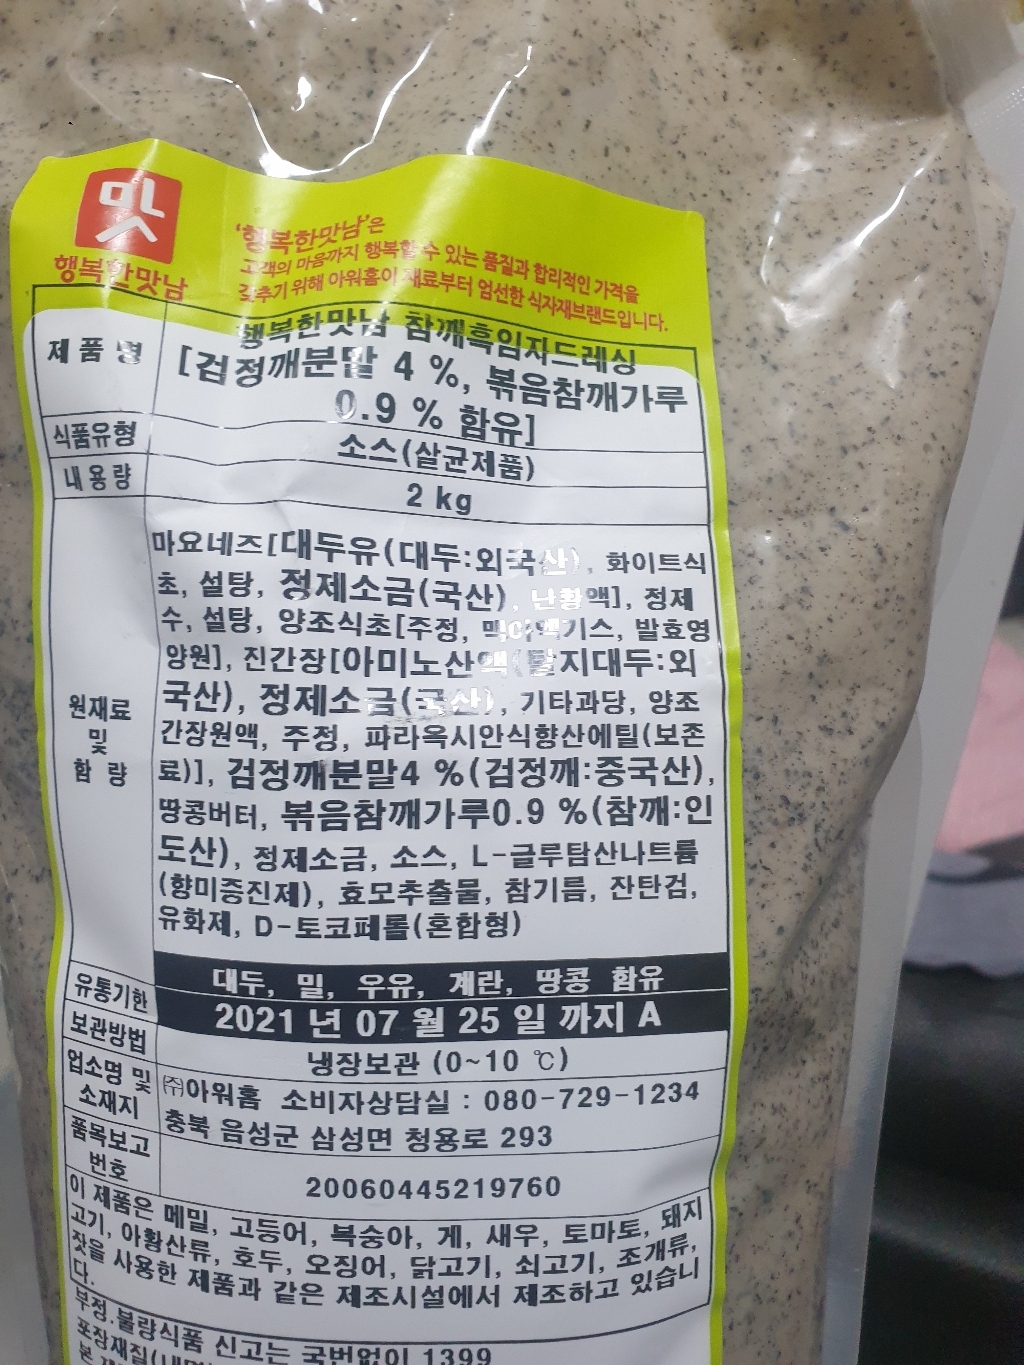 맛
행복한맛남
'행복한맛남'은
고객의 마음까지 행복할 수 있는 품질과 합리적인 가격을
갖추기 위해 아워홈이 재료부터 엄선한 식자재브랜드입니다.
제품명
행복한맛남 참깨흑임자드레싱
[검정깨분말 4 %, 볶음참깨가루
0.9 % 함유]
식품유형
소스(살균제품)
내용량
2 kg
원재료
및
함 량
마요네즈[대두유(대두:외국산), 화이트식
초, 설탕, 정제소금(국산), 난황액], 정제
수, 설탕, 양조식초[주정, 맥아엑기스, 발효영
양원], 진간장[아미노산액(탈지대두:외
국산), 정제소금(국산), 기타과당, 양조
간장원액, 주정, 파라옥시안식향산에틸(보존
료)], 검정깨분말4 %(검정깨:중국산),
땅콩버터, 볶음참깨가루0.9 %(참깨:인
도산), 정제소금, 소스, L-글루탐산나트륨
(향미증진제), 효모추출물, 참기름, 잔탄검,
유화제, D-토코페롤(혼합형)
대두, 밀, 우유, 계란, 땅콩 함유
유통기한
2021 년 07 월 25 일 까지 A
보관방법
냉장보관 (0~10 ℃)
업소명 및
소재지
㈜아워홈 소비자상담실 : 080-729-1234
충북 음성군 삼성면 청용로 293
품목보고
번호
20060445219760
이 제품은 메밀, 고등어, 복숭아, 게, 새우, 토마토, 돼지
고기, 아황산류, 호두, 오징어, 닭고기, 쇠고기, 조개류,
잣을 사용한 제품과 같은 제조시설에서 제조하고 있습니
다.
부정.불량식품 신고는 국번없이 1399
포장재질
본